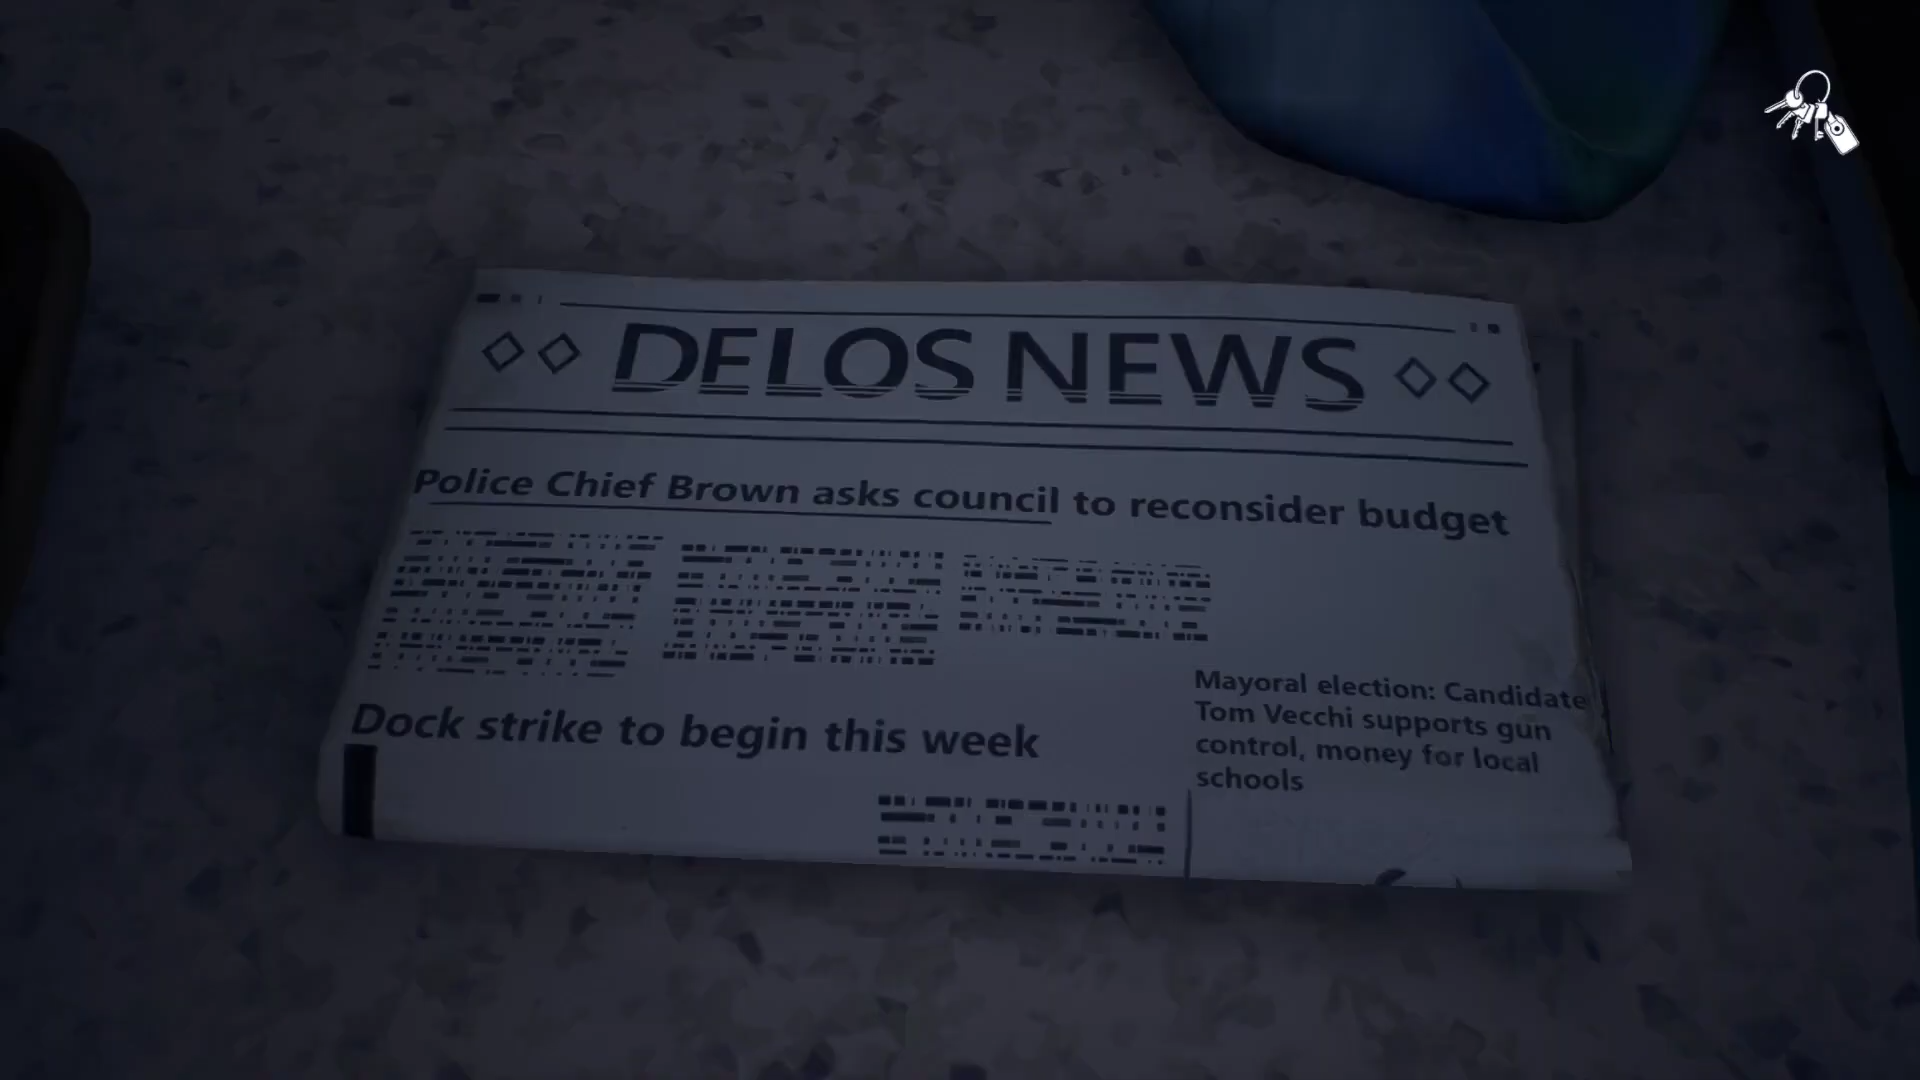 DELOS NEWS
Police Chief Brown asks council to reconsider budget
Dock strike to begin this week
Mayoral election: Candidate
Tom Vecchi supports gun
control, money for local
schools